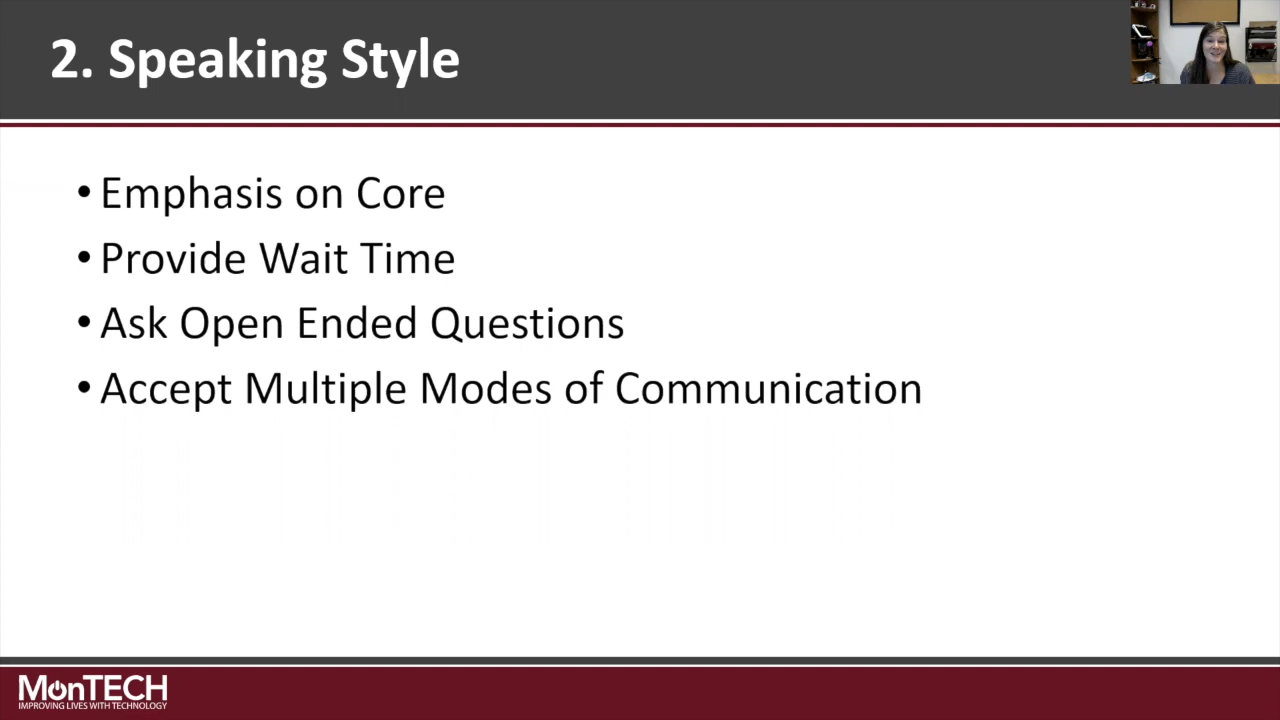 2. Speaking Style
• Emphasis on Core
• Provide Wait Time
• Ask Open Ended Questions
• Accept Multiple Modes of Communication
MonTECH
IMPROVING LIVES WITH TECHNOLOGY